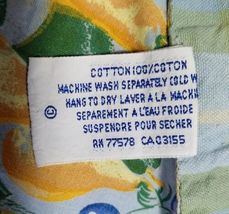 COTTON 100% COTON
MACHINE WASH SEPARATELY COLD W
HANG TO DRY LAVER A LA MACHI
SEPAREMENT A L'EAU FROIDE
SUSPENDRE POUR SECHER
RN 77578 CA03155
©